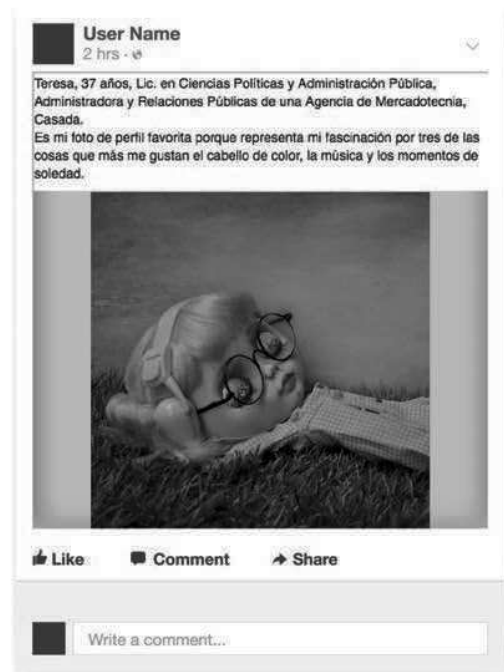 User Name
2 hrs ·
Teresa, 37 años, Lic. en Ciencias Políticas y Administración Pública,
Administradora y Relaciones Públicas de una Agencia de Mercadotecnia,
Casada.
Es mi foto de perfil favorita porque representa mi fascinación por tres de las
cosas que más me gustan el cabello de color, la música y los momentos de
soledad.
Like Comment Share
Write a comment...